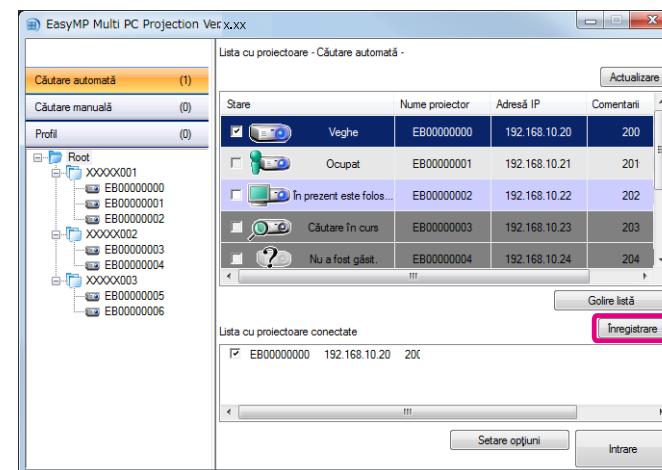 EasyMP Multi PC Projection Ver.x.xx
Căutare automată (1)
Căutare manuală (0)
Profil (0)
Root
XXXXX001
EB00000000
EB00000001
EB00000002
XXXXX002
EB00000003
EB00000004
XXXXX003
EB00000005
EB00000006
Lista cu proiectoare - Căutare automată -
Actualizare
Stare Nume proiector Adresă IP Comentarii
Veghe EB00000000 192.168.10.20 200
Ocupat EB00000001 192.168.10.21 201
În prezent este folos... EB00000002 192.168.10.22 202
Căutare în curs EB00000003 192.168.10.23 203
Nu a fost găsit. EB00000004 192.168.10.24 204
Golire listă
Înregistrare
Lista cu proiectoare conectate
EB00000000 192.168.10.20 200
Setare opţiuni
Intrare